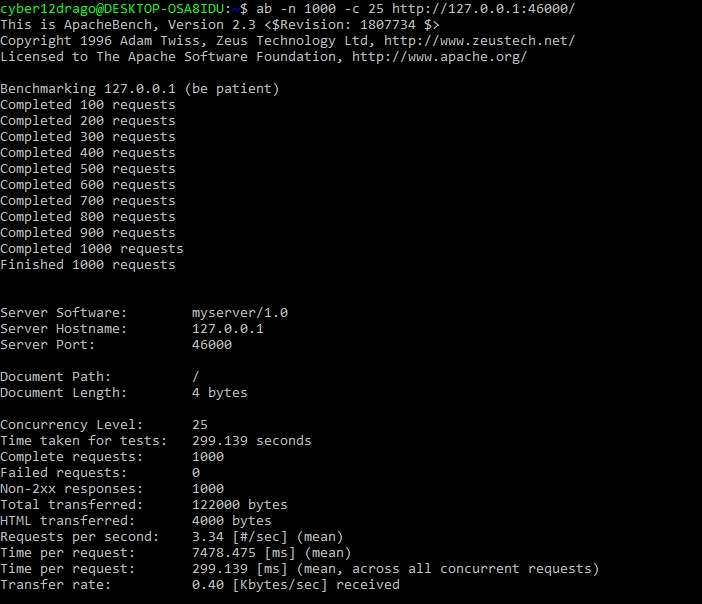 cyber12drago@DESKTOP-OSA8IDU:~$ ab -n 1000 -c 25 http://127.0.0.1:46000/
This is ApacheBench, Version 2.3 <$Revision: 1807734 $>
Copyright 1996 Adam Twiss, Zeus Technology Ltd, http://www.zeustech.net/
Licensed to The Apache Software Foundation, http://www.apache.org/

Benchmarking 127.0.0.1 (be patient)
Completed 100 requests
Completed 200 requests
Completed 300 requests
Completed 400 requests
Completed 500 requests
Completed 600 requests
Completed 700 requests
Completed 800 requests
Completed 900 requests
Completed 1000 requests
Finished 1000 requests

Server Software:        myserver/1.0
Server Hostname:        127.0.0.1
Server Port:            46000

Document Path:          /
Document Length:        4 bytes

Concurrency Level:      25
Time taken for tests:   299.139 seconds
Complete requests:      1000
Failed requests:        0
Non-2xx responses:      1000
Total transferred:      122000 bytes
HTML transferred:       4000 bytes
Requests per second:    3.34 [#/sec] (mean)
Time per request:       7478.475 [ms] (mean)
Time per request:       299.139 [ms] (mean, across all concurrent requests)
Transfer rate:          0.40 [Kbytes/sec] received